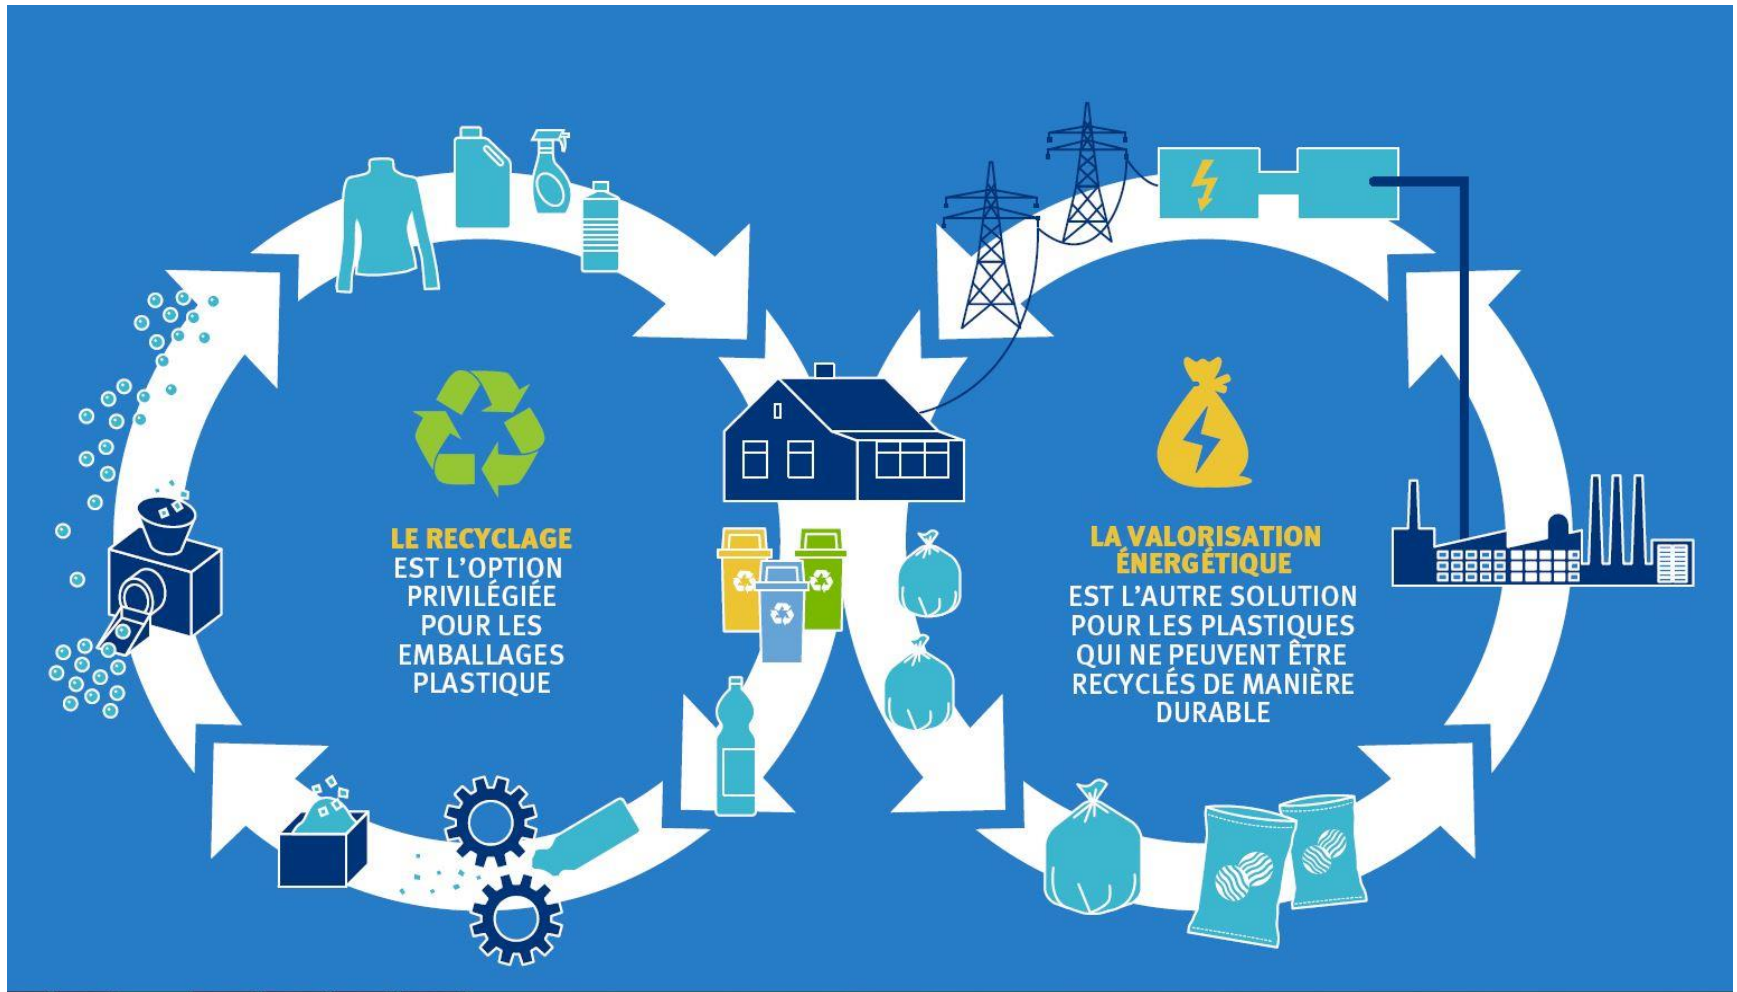 LE RECYCLAGE
EST L'OPTION
PRIVILÉGIÉE
POUR LES
EMBALLAGES
PLASTIQUE
LA VALORISATION
ÉNERGÉTIQUE
EST L'AUTRE SOLUTION
POUR LES PLASTIQUES
QUI NE PEUVENT ÊTRE
RECYCLÉS DE MANIÈRE
DURABLE